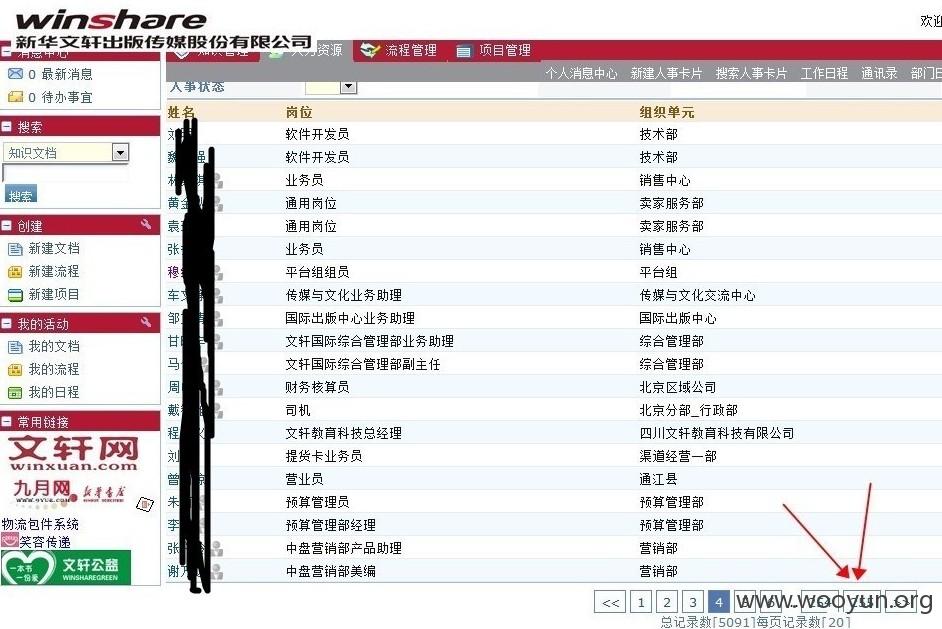 winshare
新华文轩出版传媒股份有限公司
欢迎
人力资源 流程管理 项目管理
个人消息中心 新建人事卡片 搜索人事卡片 工作日程 通讯录 部门日
消息中心
0 最新消息
0 待办事宜
搜索
知识文档
搜索
创建
新建文档
新建流程
新建项目
我的活动
我的文档
我的流程
我的日程
常用链接
文轩网
winxuan.com
九月网 新华书店
物流包件系统
笑容传递
一本书 一份爱 文轩公器
WINSHAREGREEN
人事状态
姓名 岗位 组织单元
刘 软件开发员 技术部
魏 强 软件开发员 技术部
林 业务员 销售中心
黄 通用岗位 卖家服务部
袁 通用岗位 卖家服务部
张 业务员 销售中心
穆 平台组组员 平台组
车 传媒与文化业务助理 传媒与文化交流中心
邹 国际出版中心业务助理 国际出版中心
甘 文轩国际综合管理部业务助理 综合管理部
马 文轩国际综合管理部副主任 综合管理部
周 财务核算员 北京区域公司
戴 司机 北京分部_行政部
程 文轩教育科技总经理 四川文轩教育科技有限公司
刘 提货卡业务员 渠道经营一部
曾 营业员 通江县
朱 预算管理员 预算管理部
李 预算管理部经理 预算管理部
张 中盘营销部产品助理 营销部
谢 中盘营销部美编 营销部
<< 1 2 3 4
www.wooyun.org
总记录数[5091]每页记录数[20]